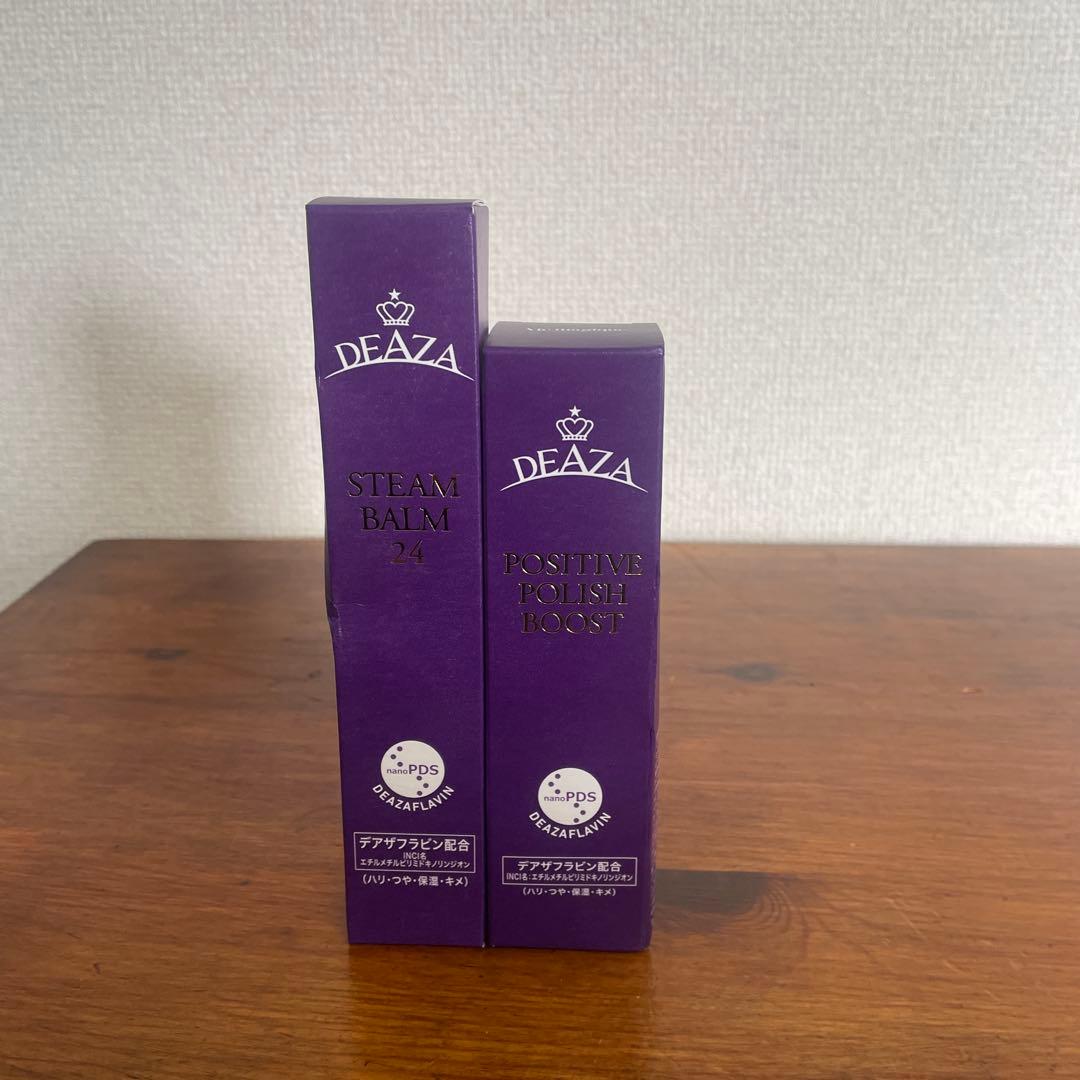 DEAZA
STEAM
BALM
24
nanoPDS
DEAZAFLAVIN
デアザフラビン配合
INCI名
エチルメチルピリミドキノリンジオン
(ハリ・つや・保湿・キメ)
DEAZA
POSITIVE
POLISH
BOOST
nanoPDS
DEAZAFLAVIN
デアザフラビン配合
INCI名:エチルメチルピリミドキノリンジオン
(ハリ・つや・保湿・キメ)